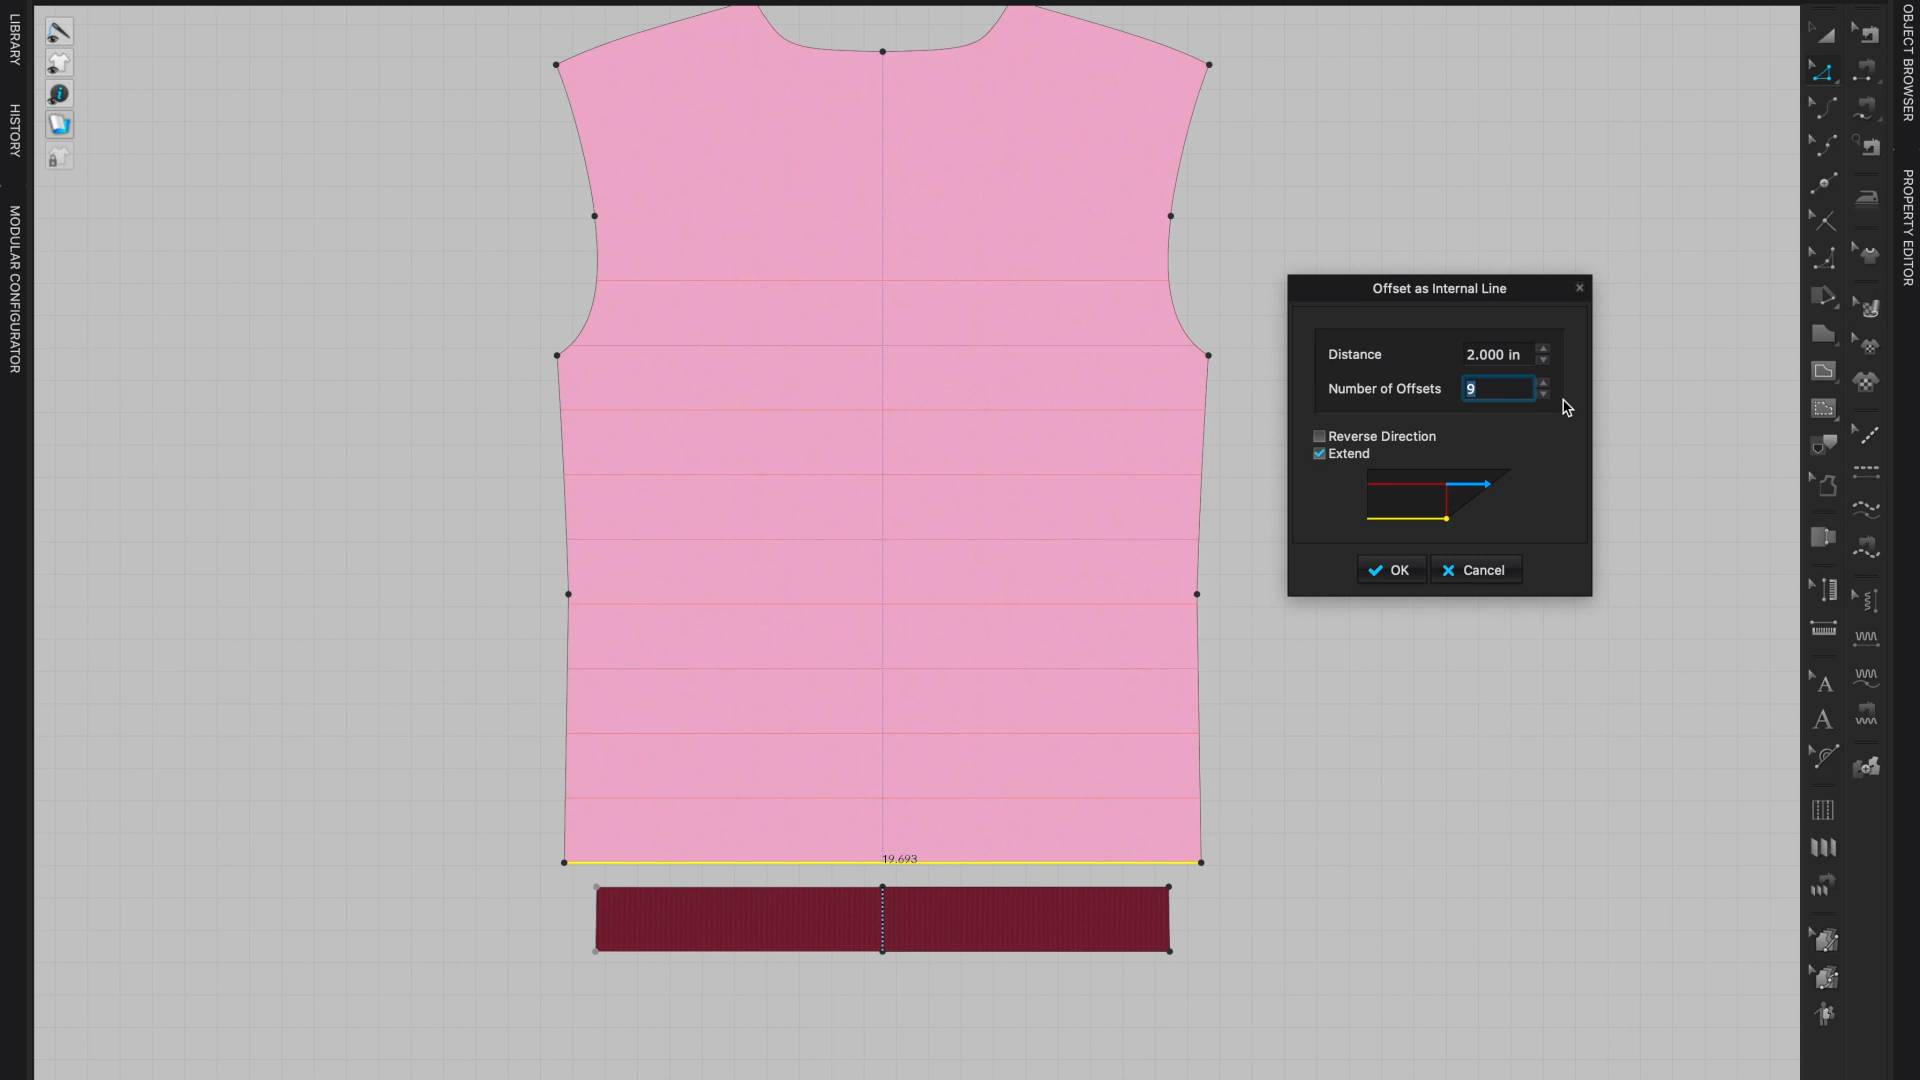 LIBRARY
HISTORY
MODULAR CONFIGURATOR
OBJECT BROWSER
PROPERTY EDITOR
Offset as Internal Line
Distance 2.000 in
Number of Offsets 9
Reverse Direction
Extend
OK Cancel
19.693
A
A